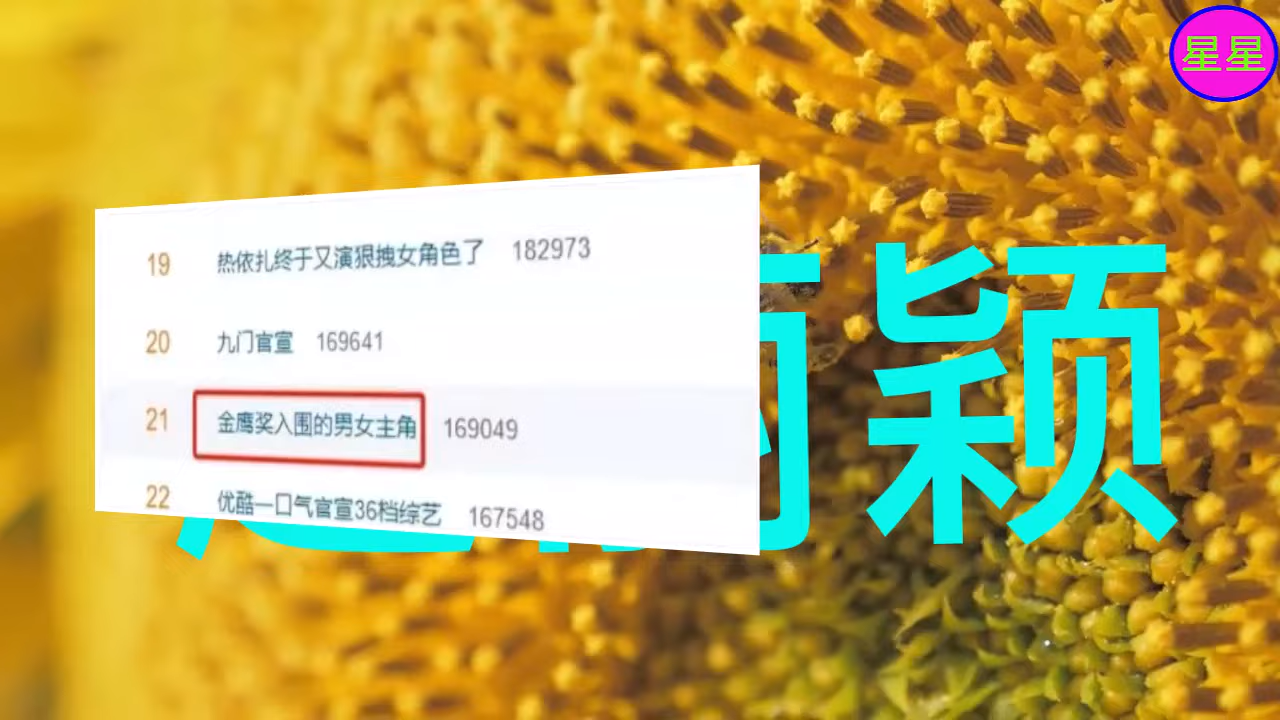 星星
19 热依扎终于又演狠拽女角色了 182973
20 九门官宣 169641
21 金鹰奖入围的男女主角 169049
22 优酷一口气官宣36档综艺 167548
颖